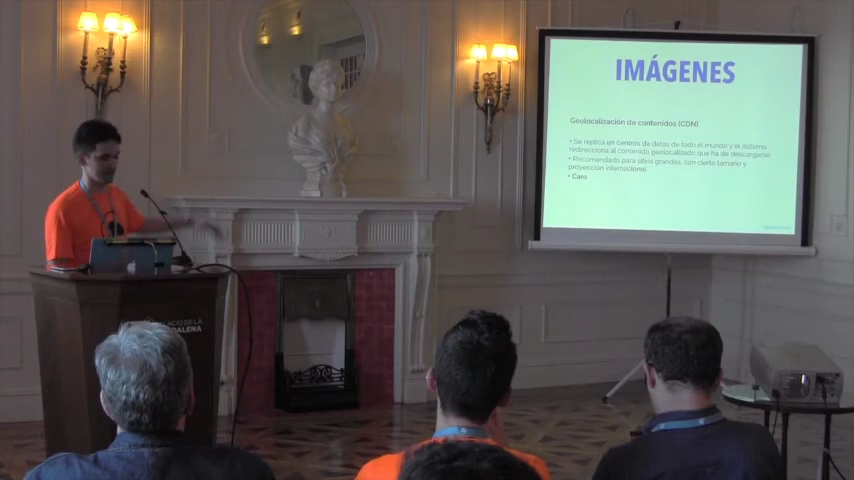 IMÁGENES
Geolocalización de contenidos (CDN)
• Se replica en centros de datos de todo el mundo y el sistema
redirecciona al contenido geolocalizado que ha de descargarse
• Recomendado para sitios grandes, con cierto tamaño y
proyección internacional
• Caro
PALACIO DE LA
MAGDALENA